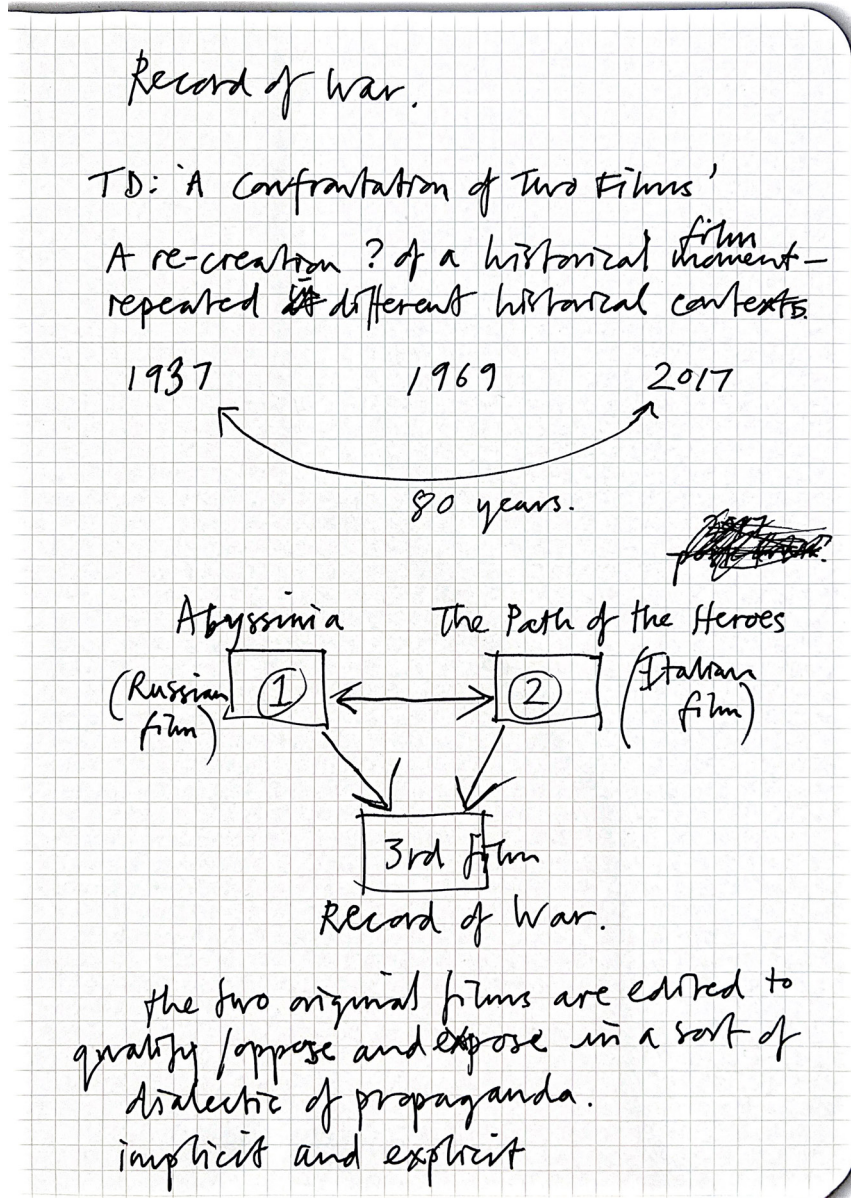 Record of War.
TD: 'A Confrontation of Two Films'
film
A re-creation ? of a historical moment –
repeated in different historical contexts.
1937 1969 2017
80 years.
Abyssinia The Path of the Heroes
(Russian film) 1 2 (Italian film)
3rd film
Record of War.
the two original films are edited to
qualify / oppose and expose in a sort of
dialectic of propaganda.
implicit and explicit